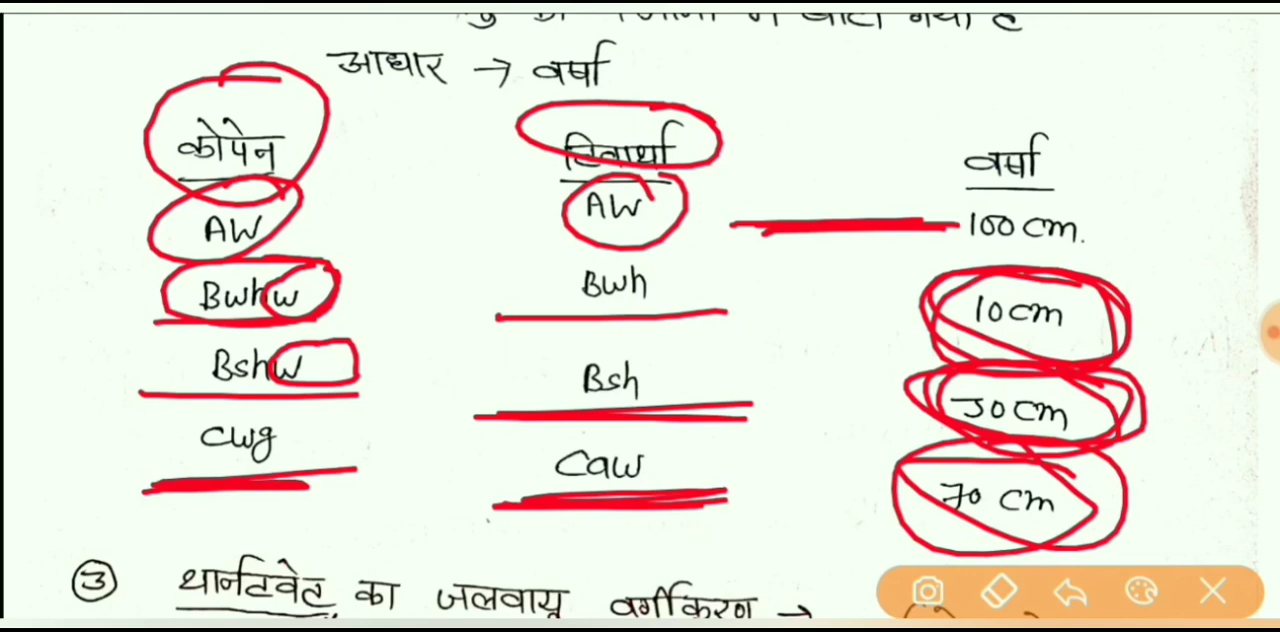 आधार → वर्षा
कोपेन ट्रिवार्था वर्षा
AW AW 100 cm.
Bwhw Bwh 10 cm
Bshw Bsh 50 cm
Cwg Caw 70 cm
③ थार्नटवेट का जलवायु वर्गीकरण →